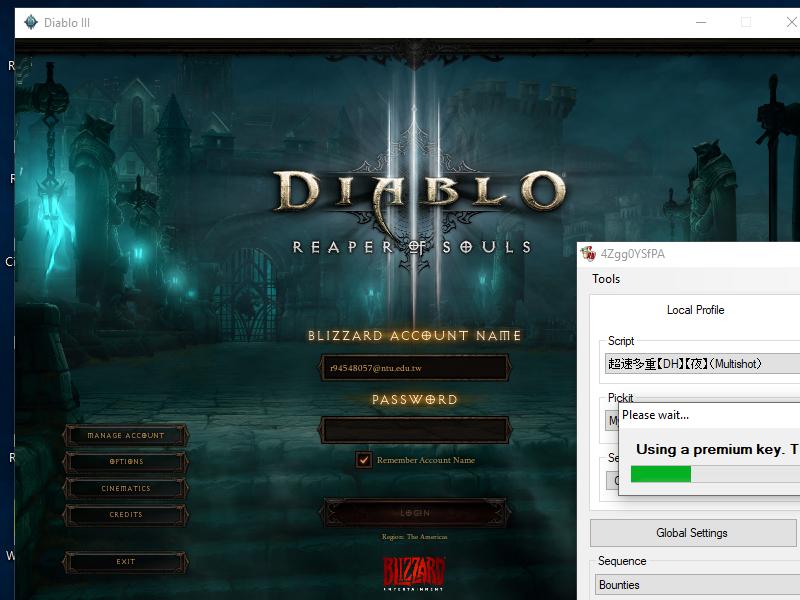 Diablo III
DIABLO
REAPER OF SOULS
BLIZZARD ACCOUNT NAME
r94548057@ntu.edu.tw
PASSWORD
Remember Account Name
LOGIN
Region: The Americas
BLIZZARD
ENTERTAINMENT
MANAGE ACCOUNT
OPTIONS
CINEMATICS
CREDITS
EXIT
4Zgg0YSfPA
Tools
Local Profile
Script
超速多重【DH】【夜】(Multishot)
Pickit
Please wait...
Using a premium key. T
Global Settings
Sequence
Bounties